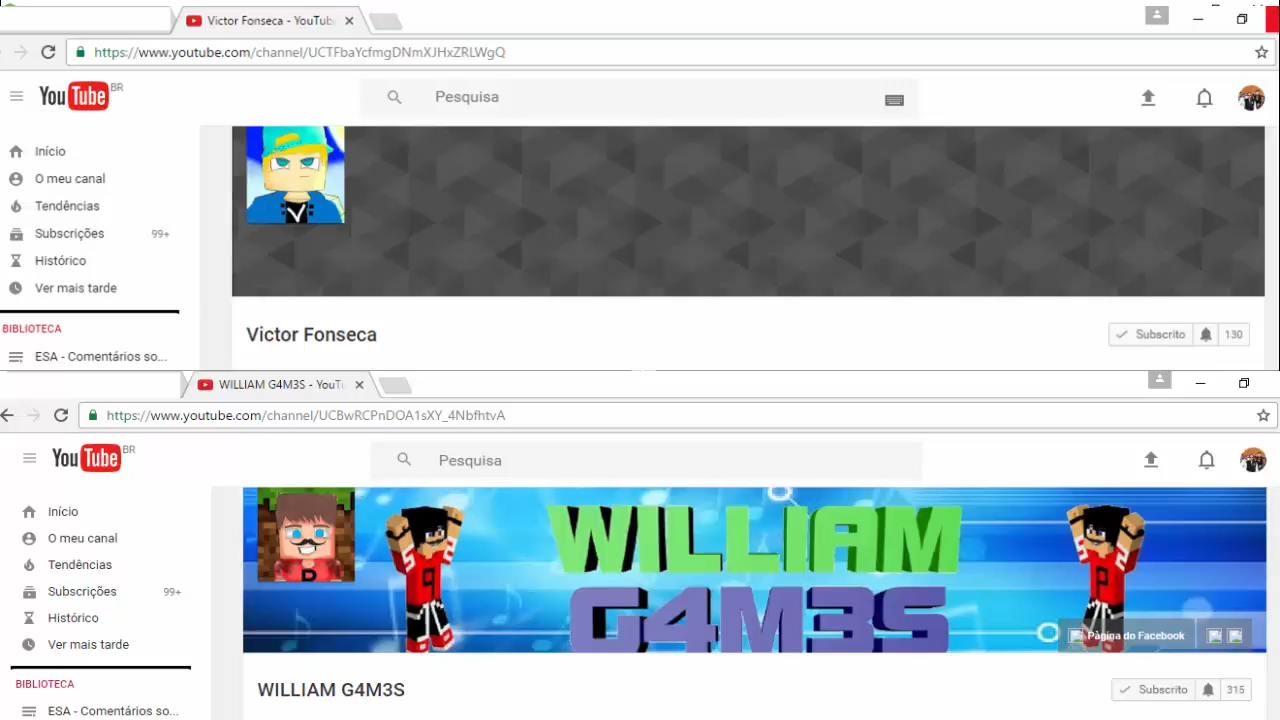 Victor Fonseca - YouTub
https://www.youtube.com/channel/UCTFbaYcfmgDNmXJHxZRLWgQ
YouTube BR
Pesquisa
Início
O meu canal
Tendências
Subscrições 99+
Histórico
Ver mais tarde
BIBLIOTECA
ESA - Comentários so...
Victor Fonseca
Subscrito 130
WILLIAM G4M3S - YouTu
https://www.youtube.com/channel/UCBwRCPnDOA1sXY_4NbfhtvA
YouTube BR
Pesquisa
Início
O meu canal
Tendências
Subscrições 99+
Histórico
Ver mais tarde
BIBLIOTECA
ESA - Comentários so...
WILLIAM
G4M3S
Página do Facebook
WILLIAM G4M3S
Subscrito 315